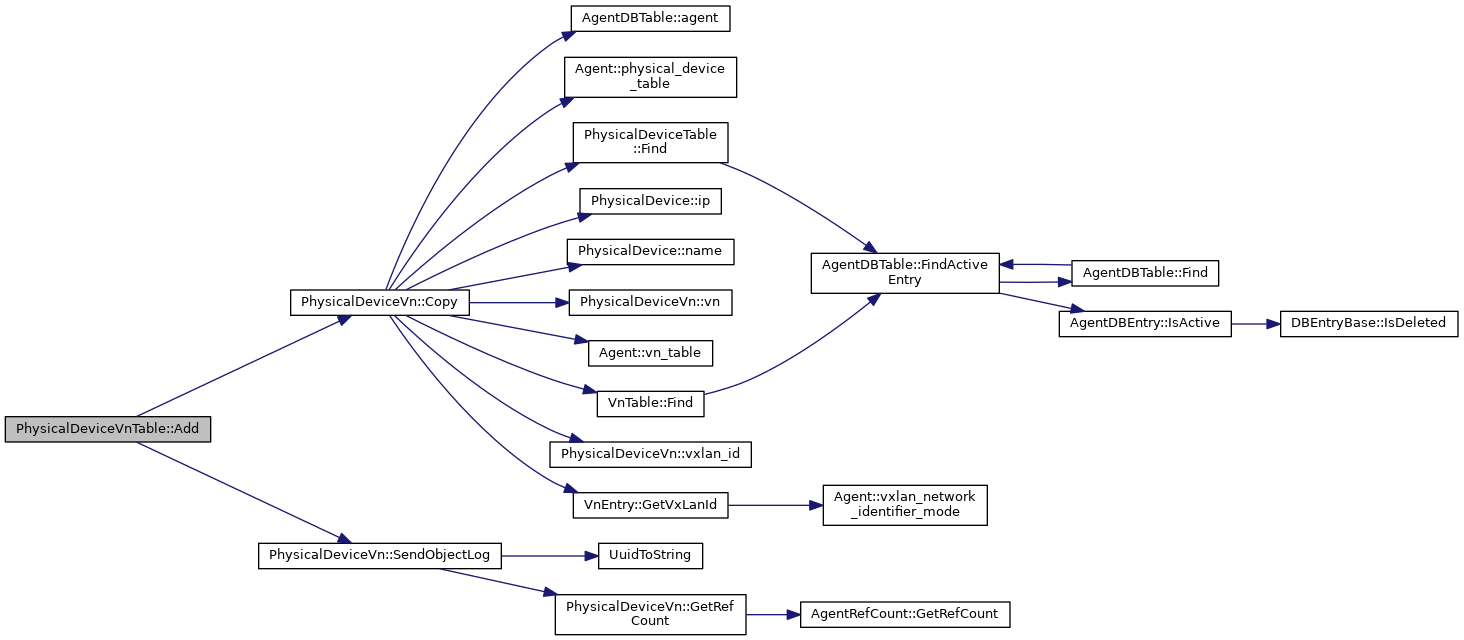 AgentDBTable::agent
Agent::physical_device
_table
PhysicalDeviceTable
::Find
PhysicalDevice::ip
PhysicalDevice::name
PhysicalDeviceVn::Copy
PhysicalDeviceVn::vn
Agent::vn_table
VnTable::Find
PhysicalDeviceVn::vxlan_id
VnEntry::GetVxLanId
AgentDBTable::FindActive
Entry
AgentDBTable::Find
AgentDBEntry::IsActive
DBEntryBase::IsDeleted
Agent::vxlan_network
_identifier_mode
PhysicalDeviceVnTable::Add
PhysicalDeviceVn::SendObjectLog
UuidToString
PhysicalDeviceVn::GetRef
Count
AgentRefCount::GetRefCount